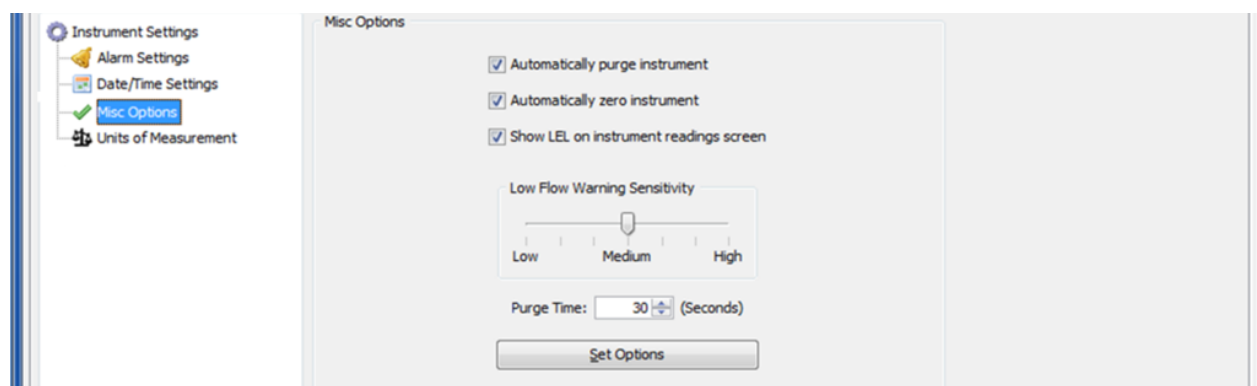 Instrument Settings
Alarm Settings
Date/Time Settings
Misc Options
Units of Measurement
Misc Options
Automatically purge instrument
Automatically zero instrument
Show LEL on instrument readings screen
Low Flow Warning Sensitivity
Low Medium High
Purge Time: 30 (Seconds)
Set Options